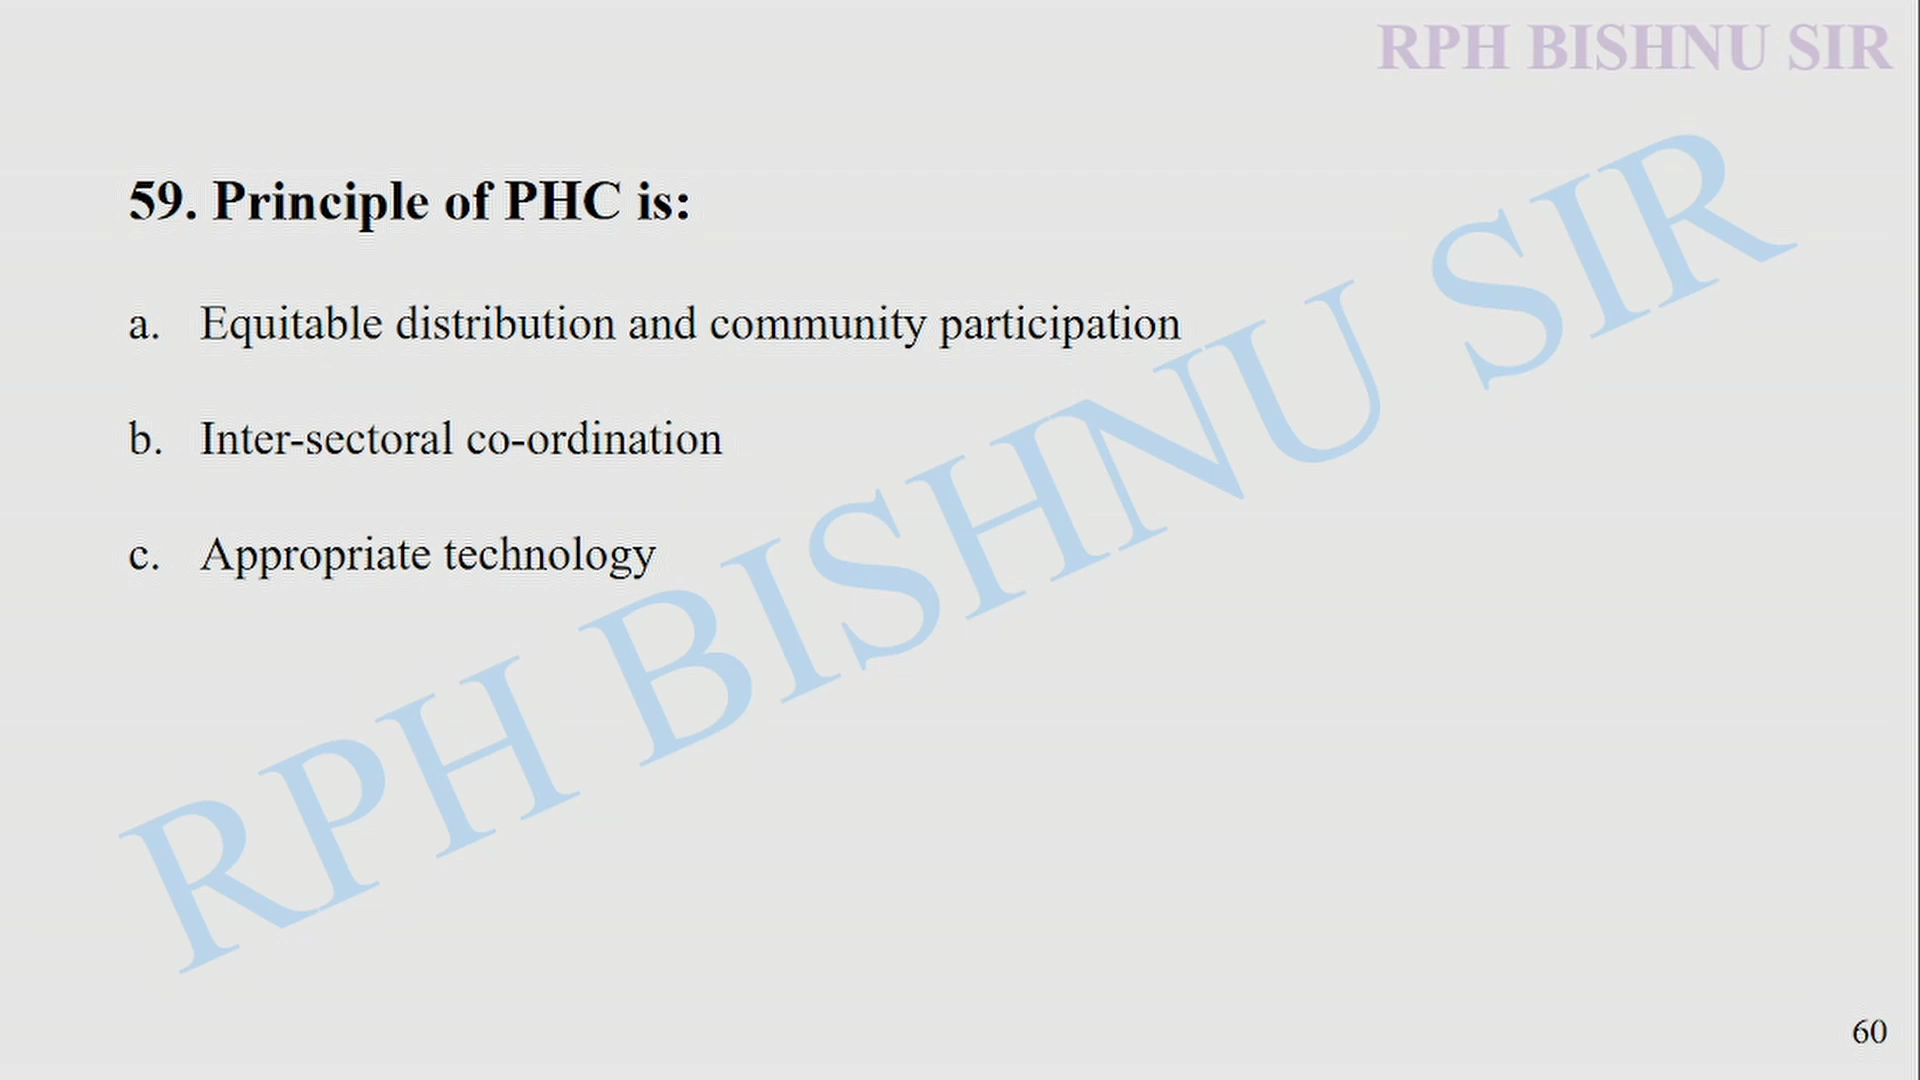 RPH BISHNU SIR
59. Principle of PHC is:
a. Equitable distribution and community participation
b. Inter-sectoral co-ordination
c. Appropriate technology
RPH BISHNU SIR
60